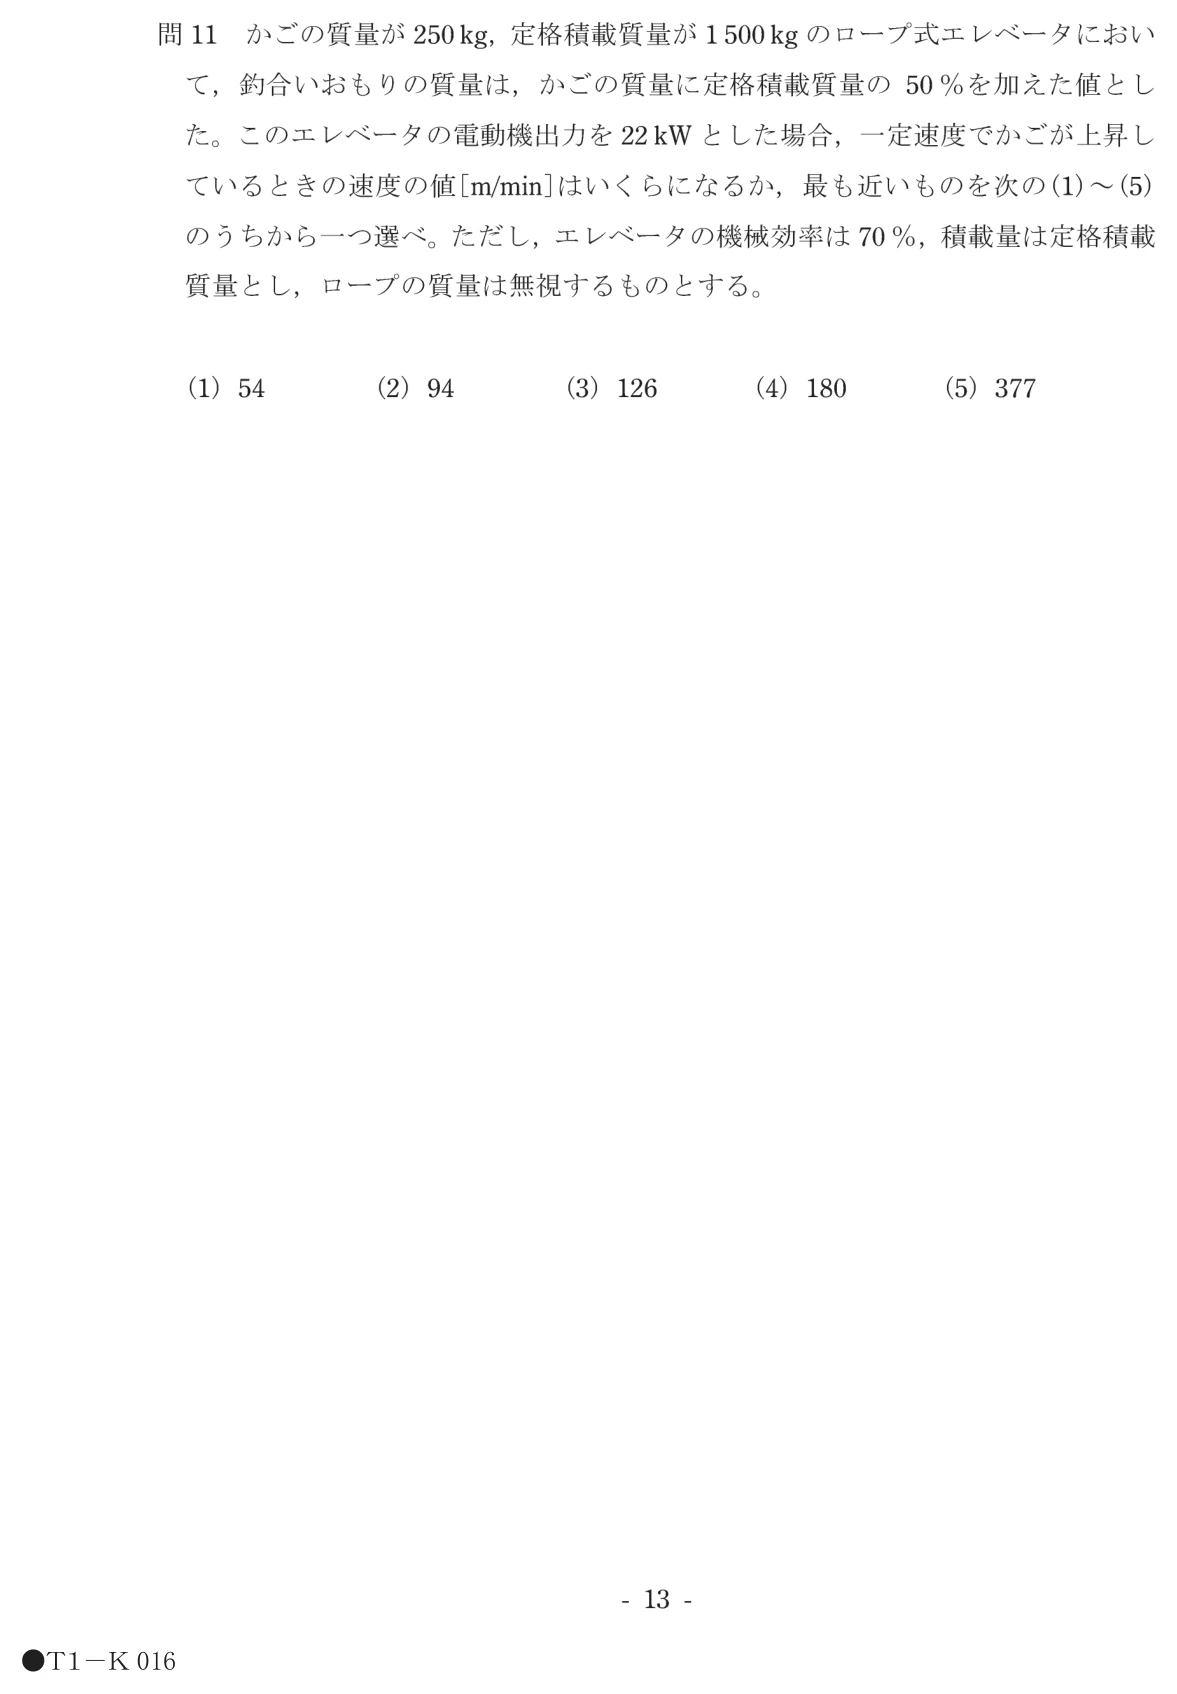 問 11　かごの質量が 250 kg, 定格積載質量が 1 500 kg のロープ式エレベータにおい
て，釣合いおもりの質量は，かごの質量に定格積載質量の 50 %を加えた値とし
た。このエレベータの電動機出力を 22 kW とした場合，一定速度でかごが上昇し
ているときの速度の値[m/min]はいくらになるか，最も近いものを次の(1)～(5)
のうちから一つ選べ。ただし，エレベータの機械効率は 70 %，積載量は定格積載
質量とし，ロープの質量は無視するものとする。
(1) 54　(2) 94　(3) 126　(4) 180　(5) 377
- 13 -
●T1－K 016